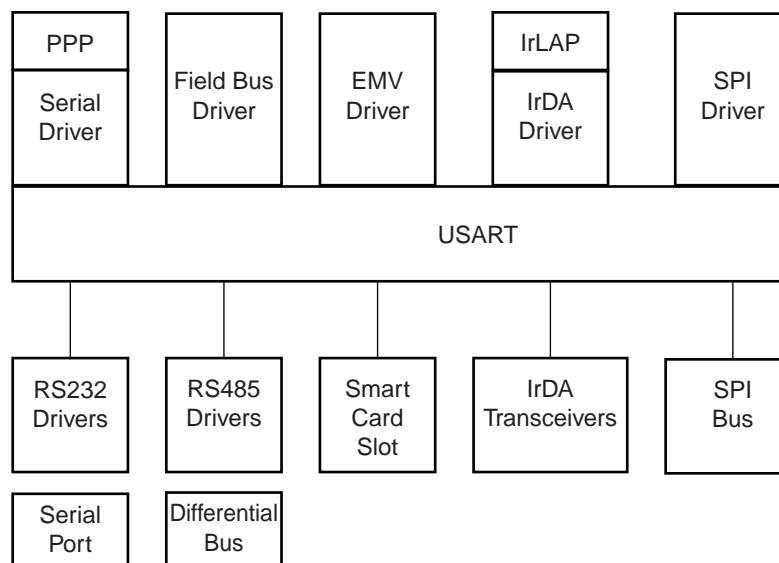 PPP
Serial
Driver
Field Bus
Driver
EMV
Driver
IrLAP
IrDA
Driver
SPI
Driver
USART
RS232
Drivers
RS485
Drivers
Smart
Card
Slot
IrDA
Transceivers
SPI
Bus
Serial
Port
Differential
Bus